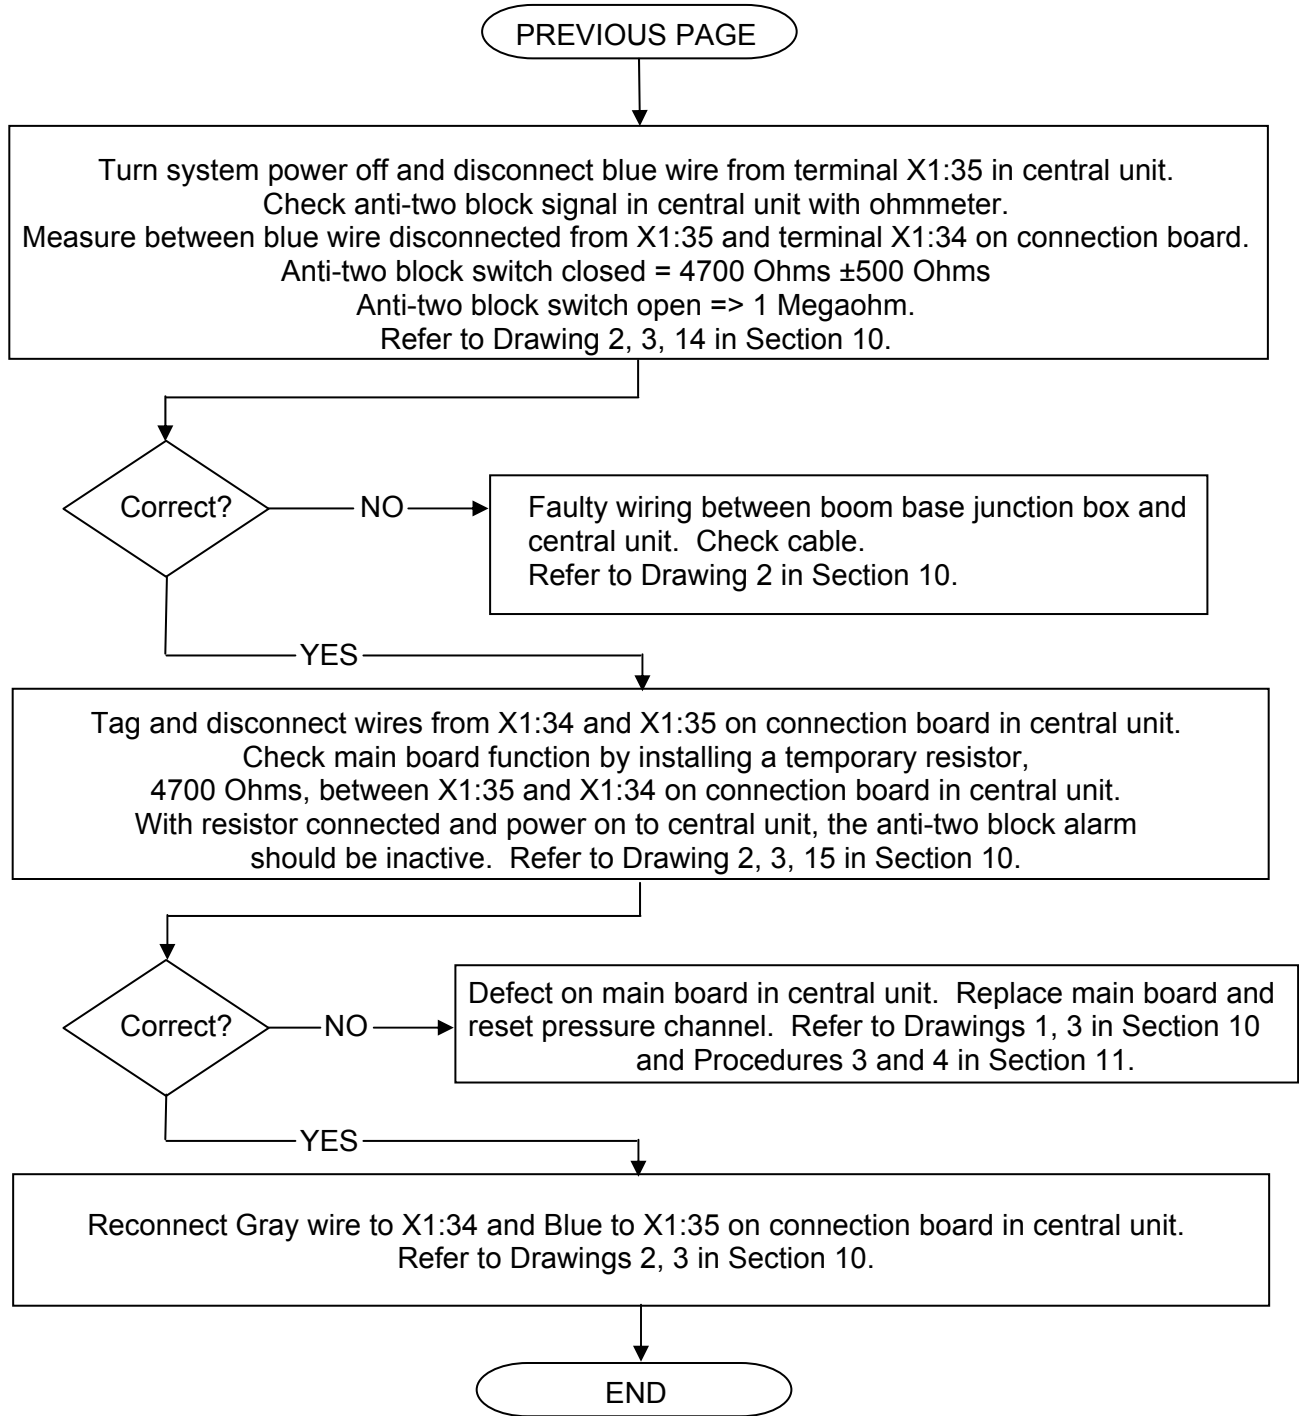 PREVIOUS PAGE
Turn system power off and disconnect blue wire from terminal X1:35 in central unit.
Check anti-two block signal in central unit with ohmmeter.
Measure between blue wire disconnected from X1:35 and terminal X1:34 on connection board.
Anti-two block switch closed = 4700 Ohms ±500 Ohms
Anti-two block switch open => 1 Megaohm.
Refer to Drawing 2, 3, 14 in Section 10.
Correct?
NO
Faulty wiring between boom base junction box and
central unit. Check cable.
Refer to Drawing 2 in Section 10.
YES
Tag and disconnect wires from X1:34 and X1:35 on connection board in central unit.
Check main board function by installing a temporary resistor,
4700 Ohms, between X1:35 and X1:34 on connection board in central unit.
With resistor connected and power on to central unit, the anti-two block alarm
should be inactive. Refer to Drawing 2, 3, 15 in Section 10.
Correct?
NO
Defect on main board in central unit. Replace main board and
reset pressure channel. Refer to Drawings 1, 3 in Section 10
and Procedures 3 and 4 in Section 11.
YES
Reconnect Gray wire to X1:34 and Blue to X1:35 on connection board in central unit.
Refer to Drawings 2, 3 in Section 10.
END